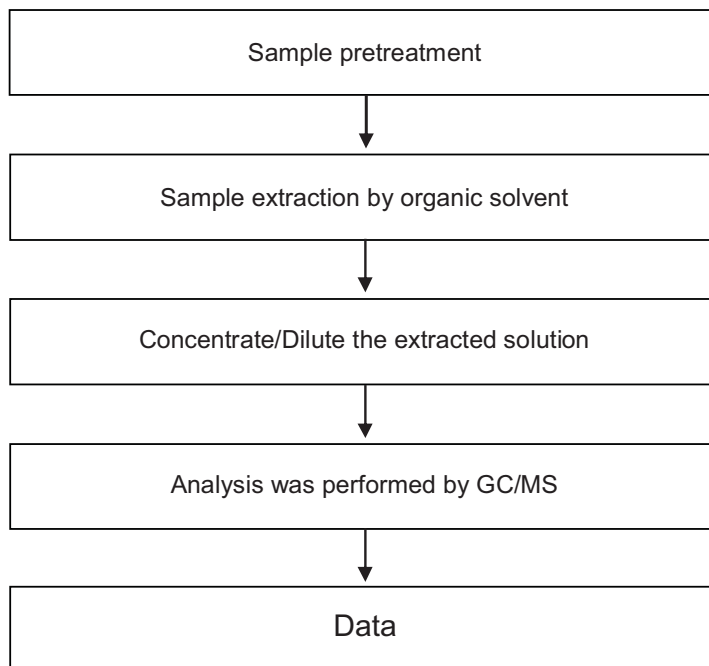 Sample pretreatment
Sample extraction by organic solvent
Concentrate/Dilute the extracted solution
Analysis was performed by GC/MS
Data